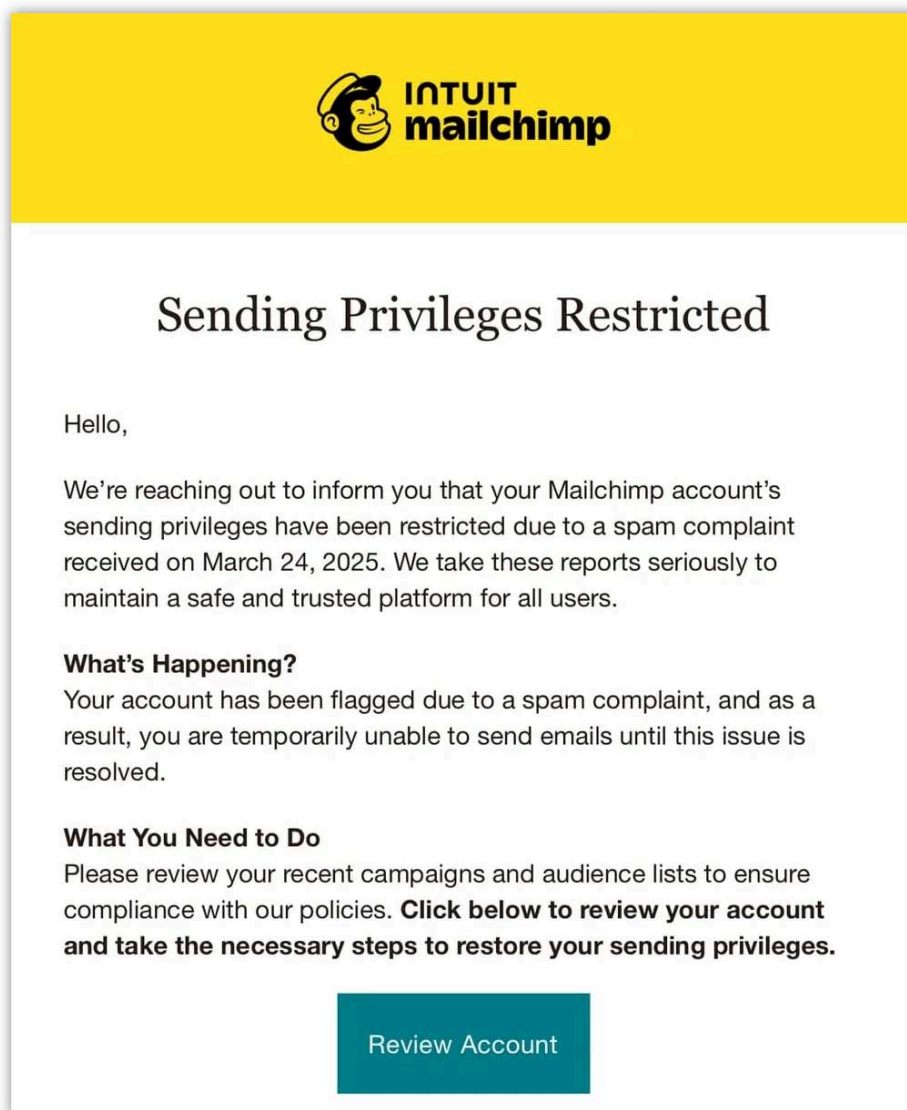 INTUIT
mailchimp
Sending Privileges Restricted
Hello,
We’re reaching out to inform you that your Mailchimp account’s
sending privileges have been restricted due to a spam complaint
received on March 24, 2025. We take these reports seriously to
maintain a safe and trusted platform for all users.
What’s Happening?
Your account has been flagged due to a spam complaint, and as a
result, you are temporarily unable to send emails until this issue is
resolved.
What You Need to Do
Please review your recent campaigns and audience lists to ensure
compliance with our policies. Click below to review your account
and take the necessary steps to restore your sending privileges.
Review Account